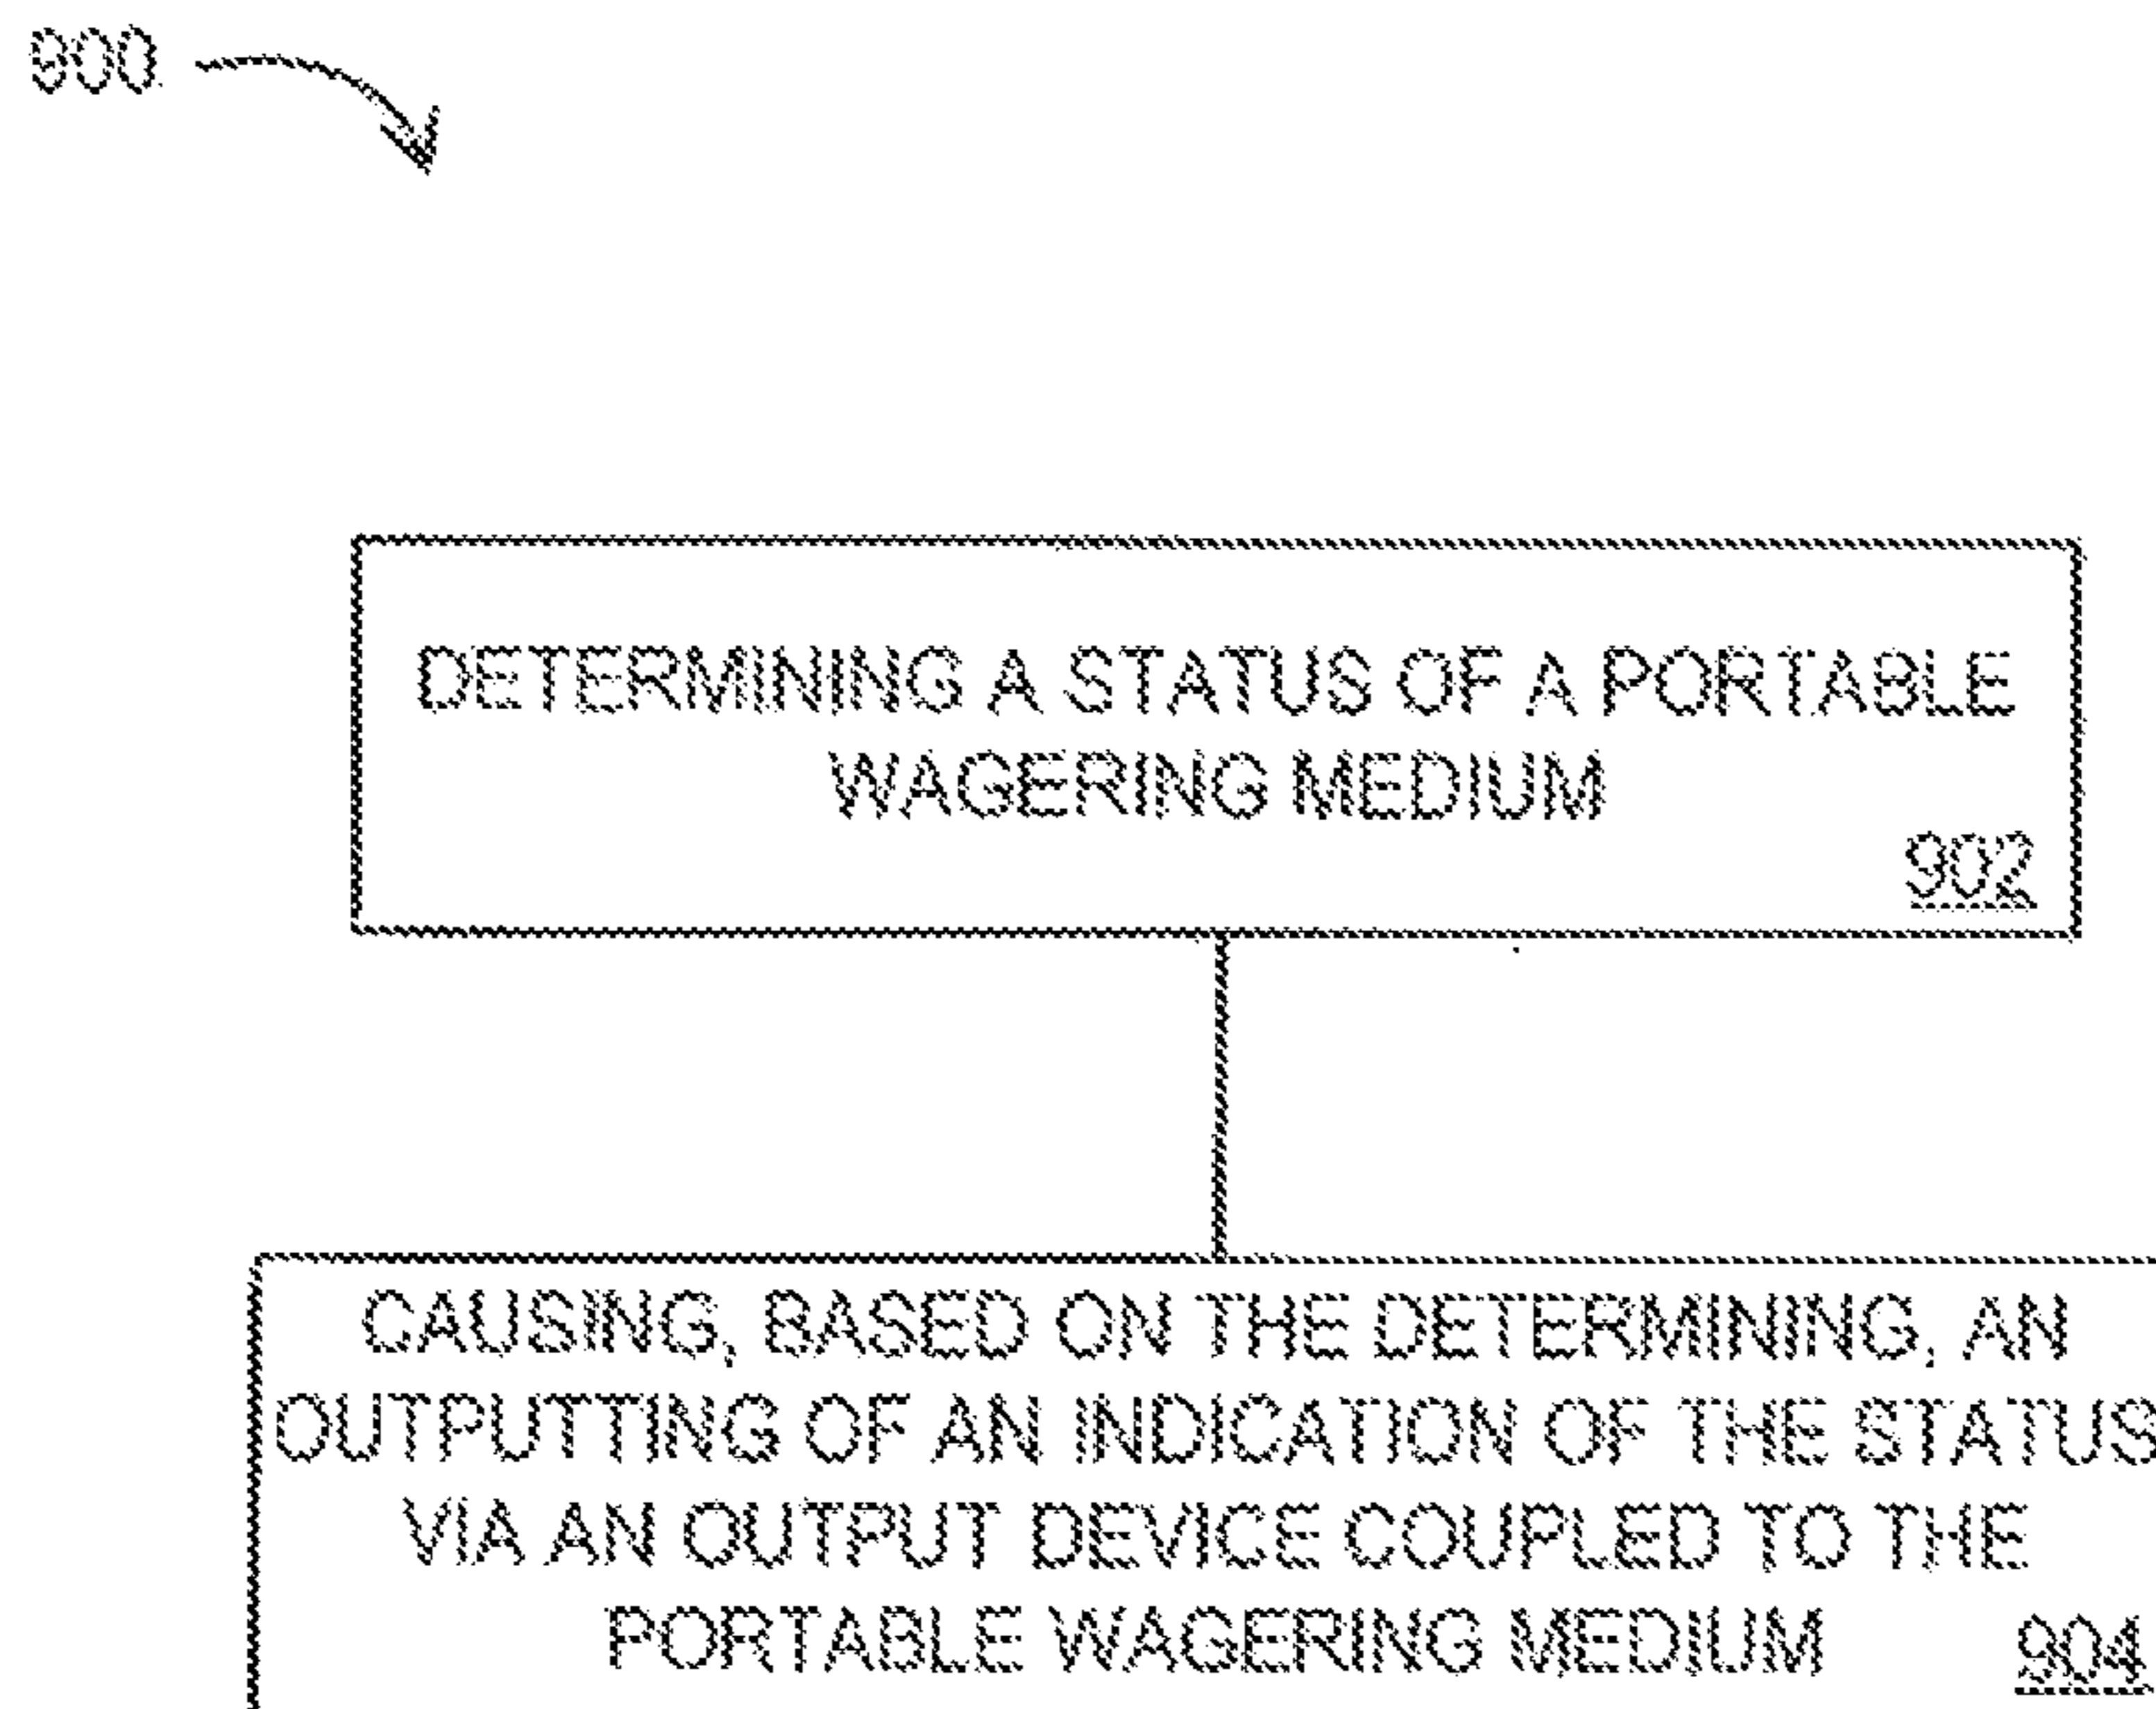 900
DETERMINING A STATUS OF A PORTABLE
WAGERING MEDIUM
902
CAUSING, BASED ON THE DETERMINING, AN
OUTPUTTING OF AN INDICATION OF THE STATUS
VIA AN OUTPUT DEVICE COUPLED TO THE
PORTABLE WAGERING MEDIUM
904